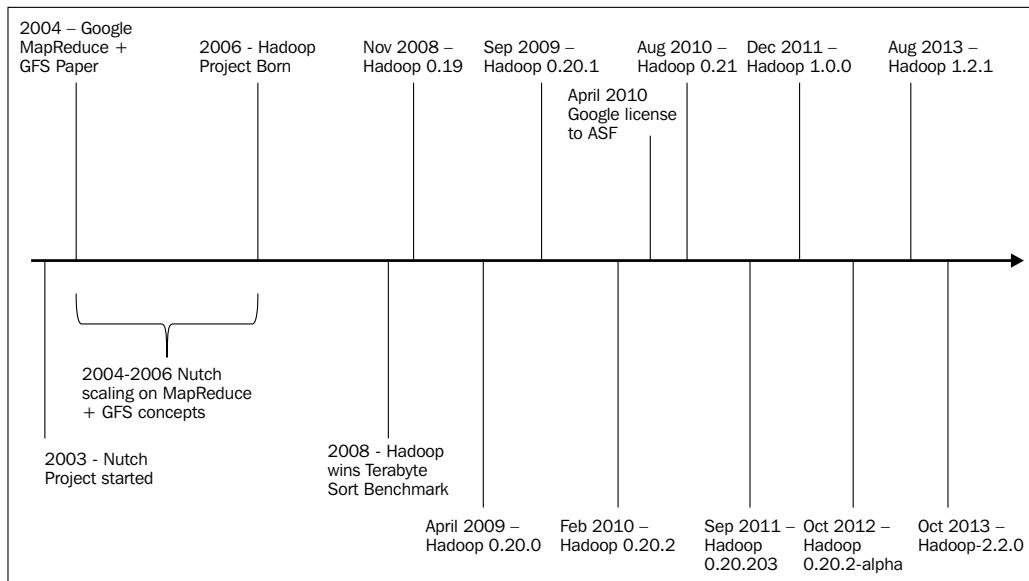 2004 – Google
MapReduce +
GFS Paper
2006 - Hadoop
Project Born
Nov 2008 –
Hadoop 0.19
Sep 2009 –
Hadoop 0.20.1
April 2010
Google license
to ASF
Aug 2010 –
Hadoop 0.21
Dec 2011 –
Hadoop 1.0.0
Aug 2013 –
Hadoop 1.2.1
2004-2006 Nutch
scaling on MapReduce
+ GFS concepts
2003 - Nutch
Project started
2008 - Hadoop
wins Terabyte
Sort Benchmark
April 2009 –
Hadoop 0.20.0
Feb 2010 –
Hadoop 0.20.2
Sep 2011 –
Hadoop
0.20.203
Oct 2012 –
Hadoop
0.20.2-alpha
Oct 2013 –
Hadoop-2.2.0